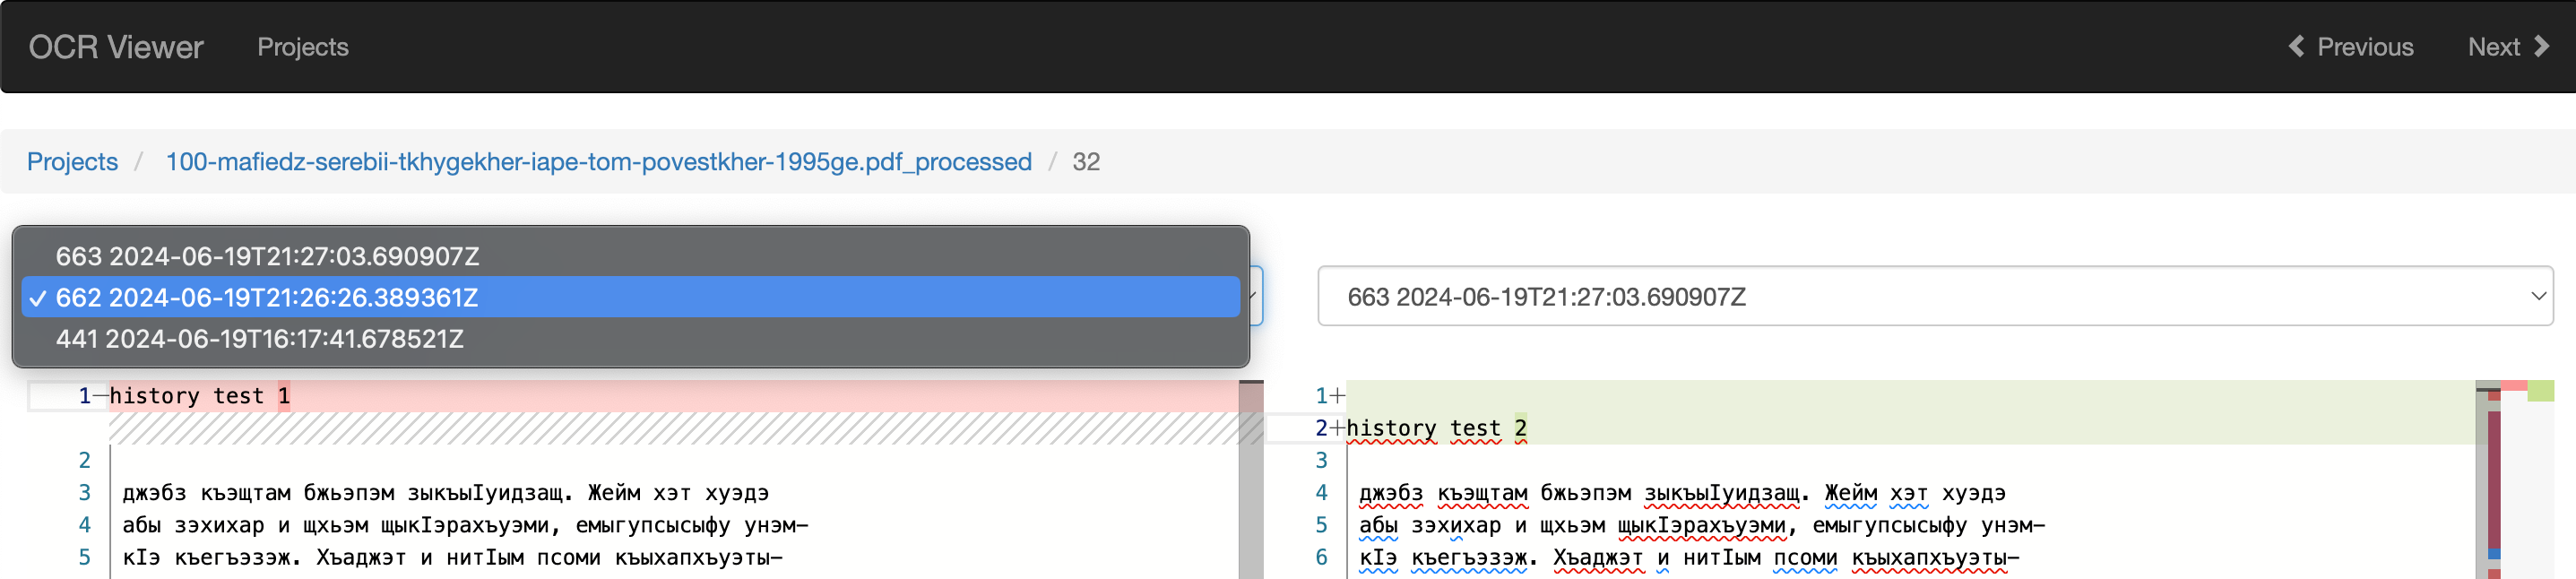 OCR Viewer Projects Previous Next
Projects / 100-mafiedz-serebii-tkhygekher-iape-tom-povestkher-1995ge.pdf_processed / 32
663 2024-06-19T21:27:03.690907Z
✓ 662 2024-06-19T21:26:26.389361Z
441 2024-06-19T16:17:41.678521Z
663 2024-06-19T21:27:03.690907Z
1—history test 1
2
3 джэбз къэщтам бжьэпэм зыкъыIуидзащ. Жейм хэт хуэдэ
4 абы зэхихар и щхьэм щыкIэрахъуэми, емыгупсысыфу унэм—
5 кIэ къегъэзэж. Хъаджэт и нитIым псоми къыхапхъуэты—
1+
2+history test 2
3
4 джэбз къэщтам бжьэпэм зыкъыIуидзащ. Жейм хэт хуэдэ
5 абы зэхихар и щхьэм щыкIэрахъуэми, емыгупсысыфу унэм—
6 кIэ къегъэзэж. Хъаджэт и нитIым псоми къыхапхъуэты—